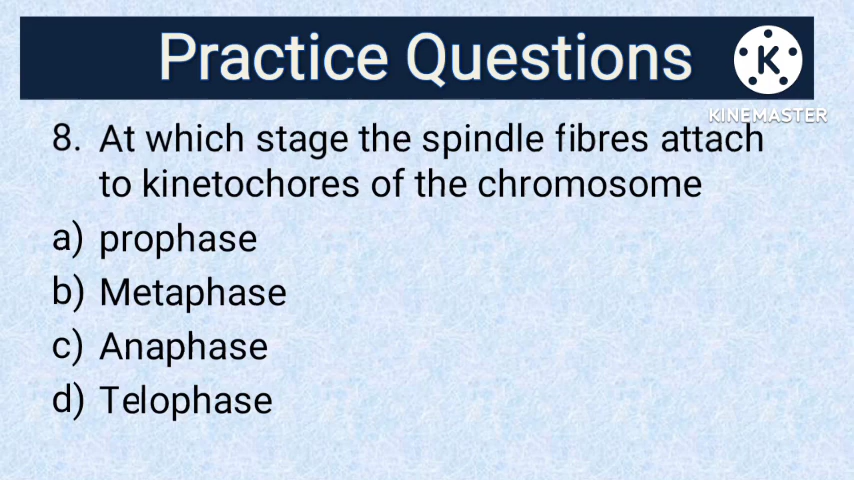 Practice Questions
K
KINEMASTER
8. At which stage the spindle fibres attach
to kinetochores of the chromosome
a) prophase
b) Metaphase
c) Anaphase
d) Telophase